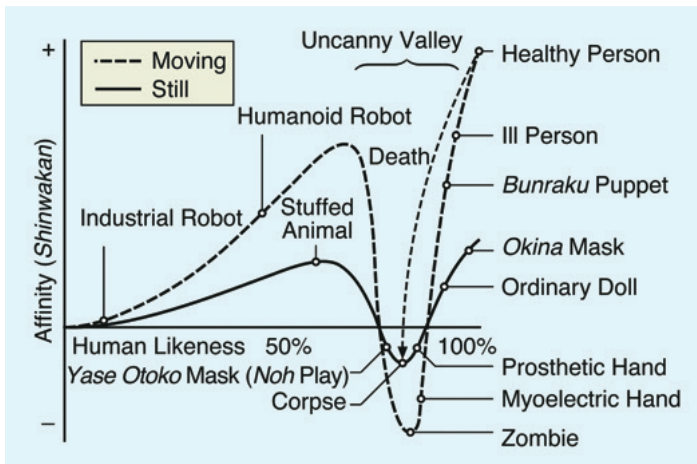 Uncanny Valley
+
Moving
Still
Healthy Person
Humanoid Robot
Ill Person
Death
Bunraku Puppet
Industrial Robot
Stuffed
Animal
Okina Mask
Ordinary Doll
Affinity (Shinwakan)
Human Likeness 50% 100%
Prosthetic Hand
Yase Otoko Mask (Noh Play)
Corpse
Myoelectric Hand
–
Zombie